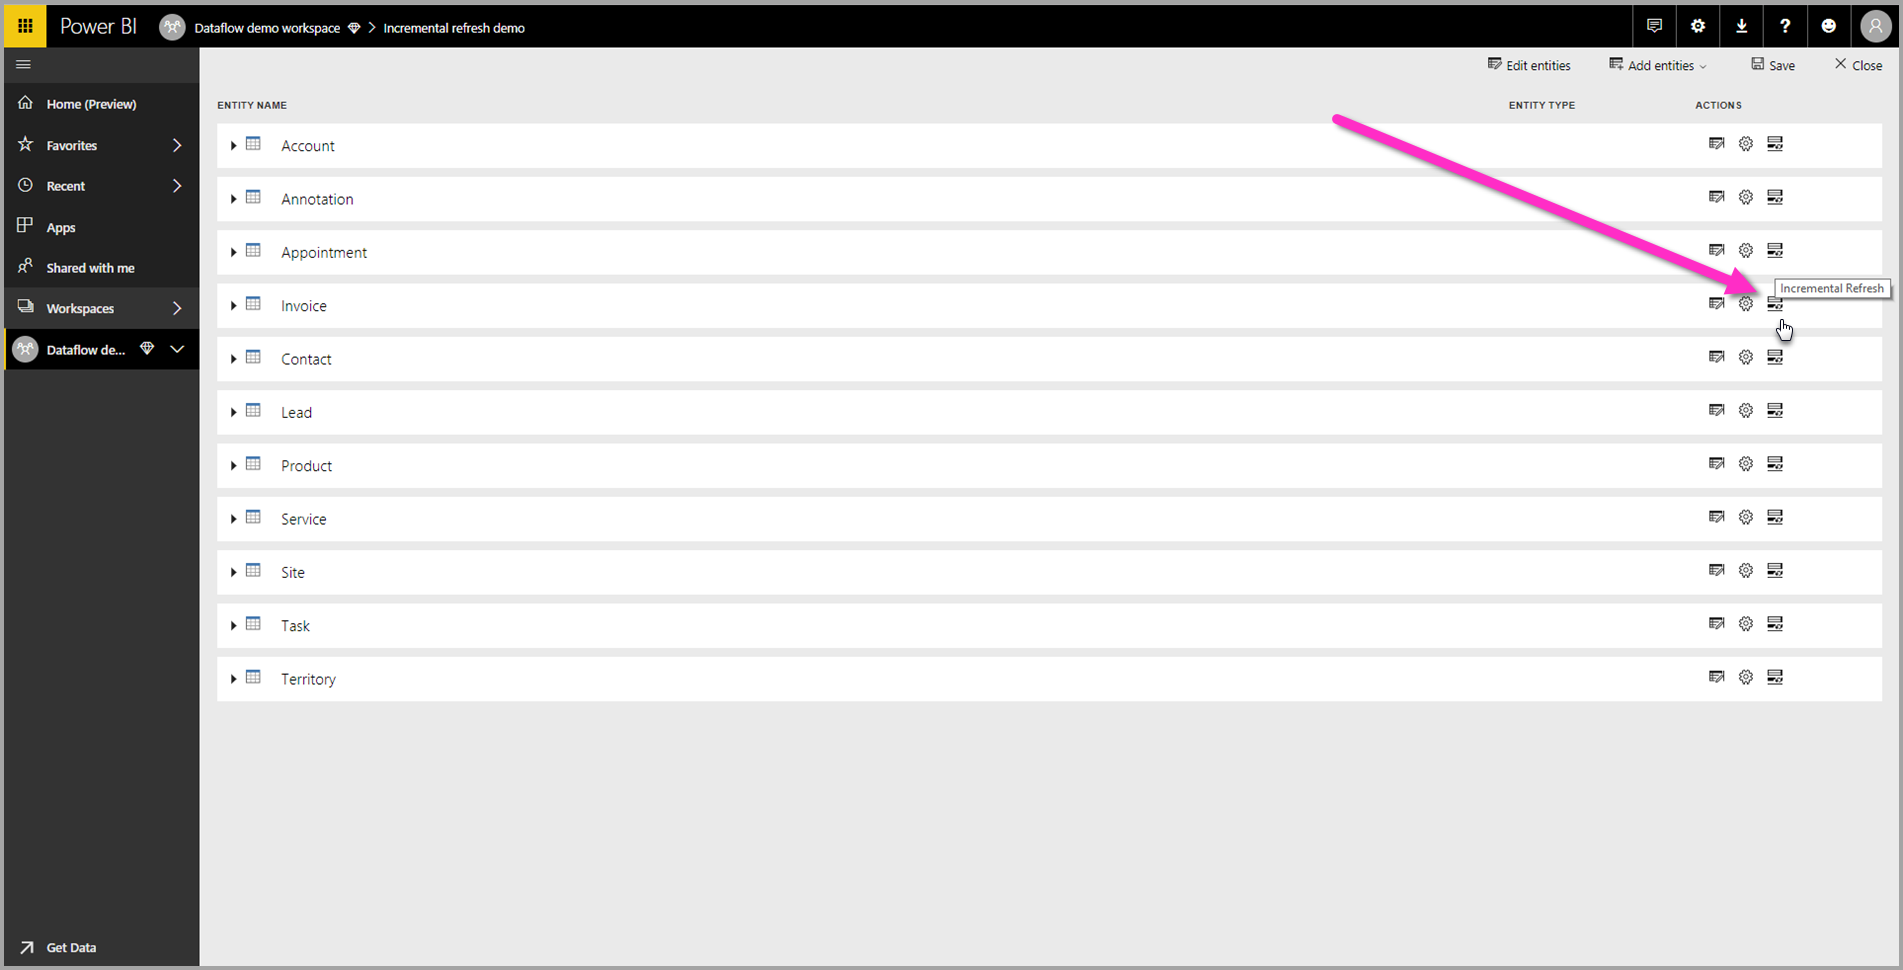 Power BI Dataflow demo workspace > Incremental refresh demo ?
Edit entities Add entities Save Close
Home (Preview)
Favorites
Recent
Apps
Shared with me
Workspaces
Dataflow de...
Get Data
ENTITY NAME ENTITY TYPE ACTIONS
Account
Annotation
Appointment
Incremental Refresh
Invoice
Contact
Lead
Product
Service
Site
Task
Territory